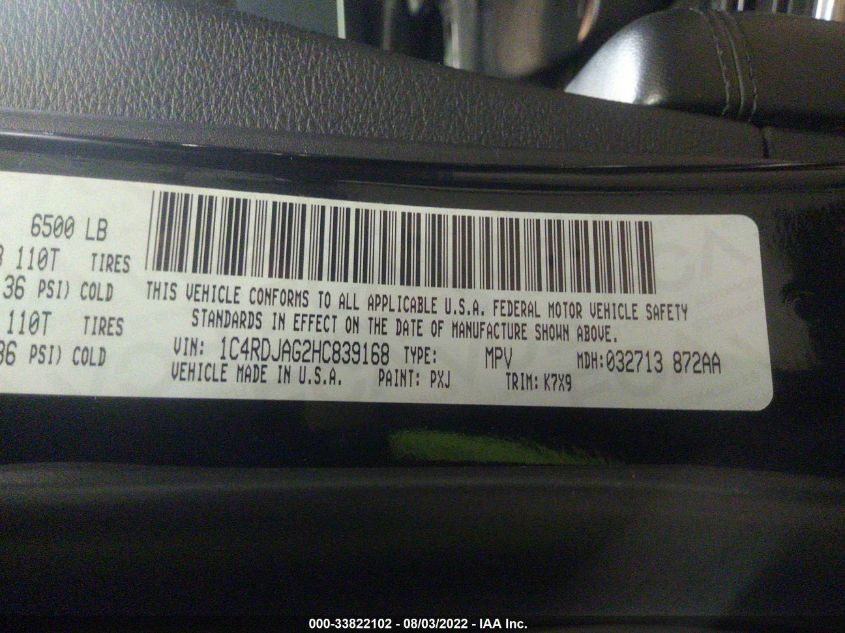 6500 LB
110T TIRES
36 PSI) COLD
110T TIRES
36 PSI) COLD
THIS VEHICLE CONFORMS TO ALL APPLICABLE U.S.A. FEDERAL MOTOR VEHICLE SAFETY
STANDARDS IN EFFECT ON THE DATE OF MANUFACTURE SHOWN ABOVE.
VIN: 1C4RDJAG2HC839168 TYPE: MPV MDH:032713 872AA
VEHICLE MADE IN U.S.A. PAINT: PXJ TRIM: K7X9
000-33822102 - 08/03/2022 - IAA Inc.